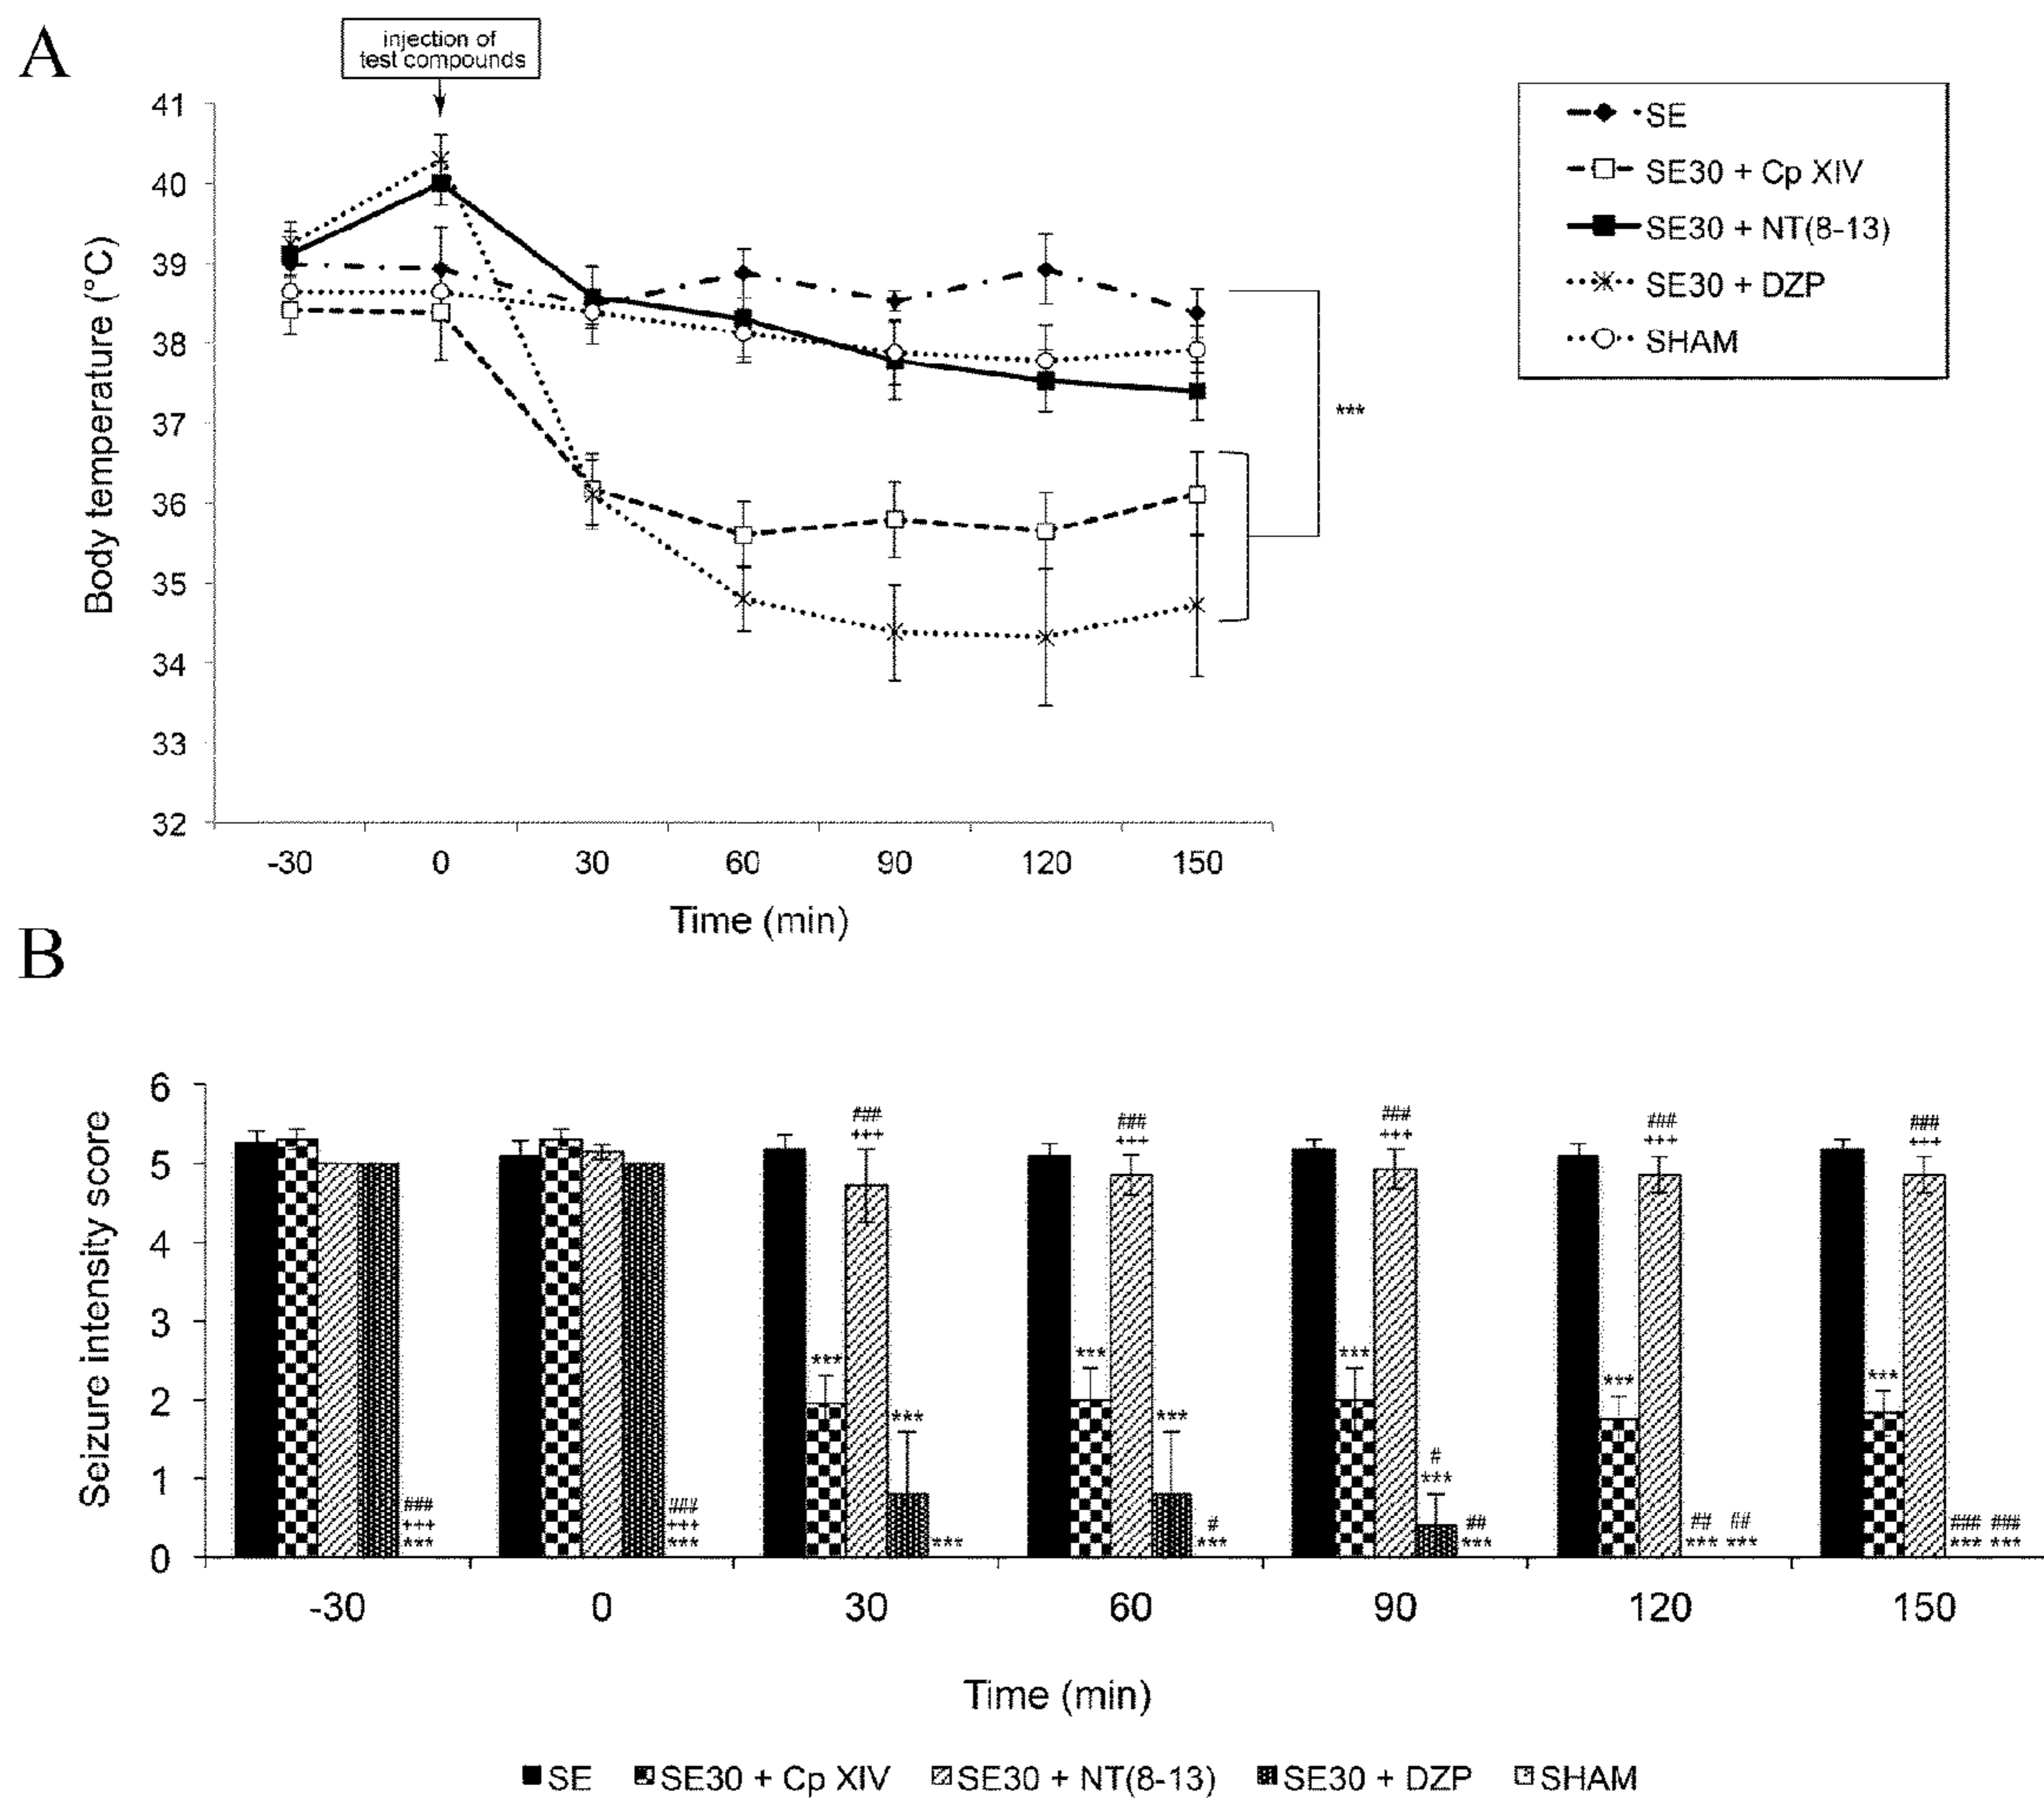 A
injection of
test compounds
41
40
39
38
37
36
35
34
33
32
Body temperature (°C)
-30 0 30 60 90 120 150
Time (min)
***
SE
SE30 + Cp XIV
SE30 + NT(8-13)
SE30 + DZP
SHAM
B
6
5
4
3
2
1
0
Seizure intensity score
### ### ### ### ###
+++ +++ +++ +++ +++
*** *** *** *** ***
*** ***
#
***
### ###
+++ +++
*** ***
***
#
***
##
***
## ##
*** ***
### ###
*** ***
-30 0 30 60 90 120 150
Time (min)
SE SE30 + Cp XIV SE30 + NT(8-13) SE30 + DZP SHAM